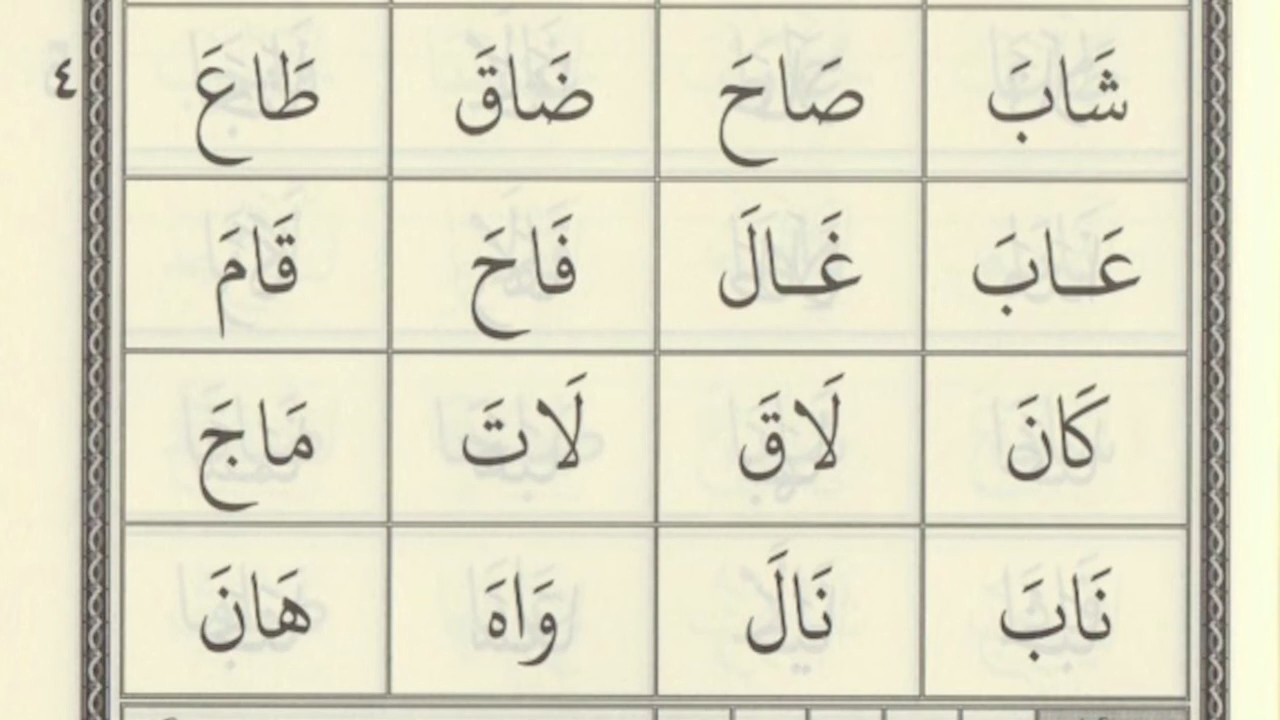 شَابَ صَاحَ ضَاقَ طَاعَ ٤
عَابَ غَالَ فَاحَ قَامَ
كَانَ لَاقَ لَاتَ مَاجَ
نَابَ نَالَ وَاهَ هَانَ